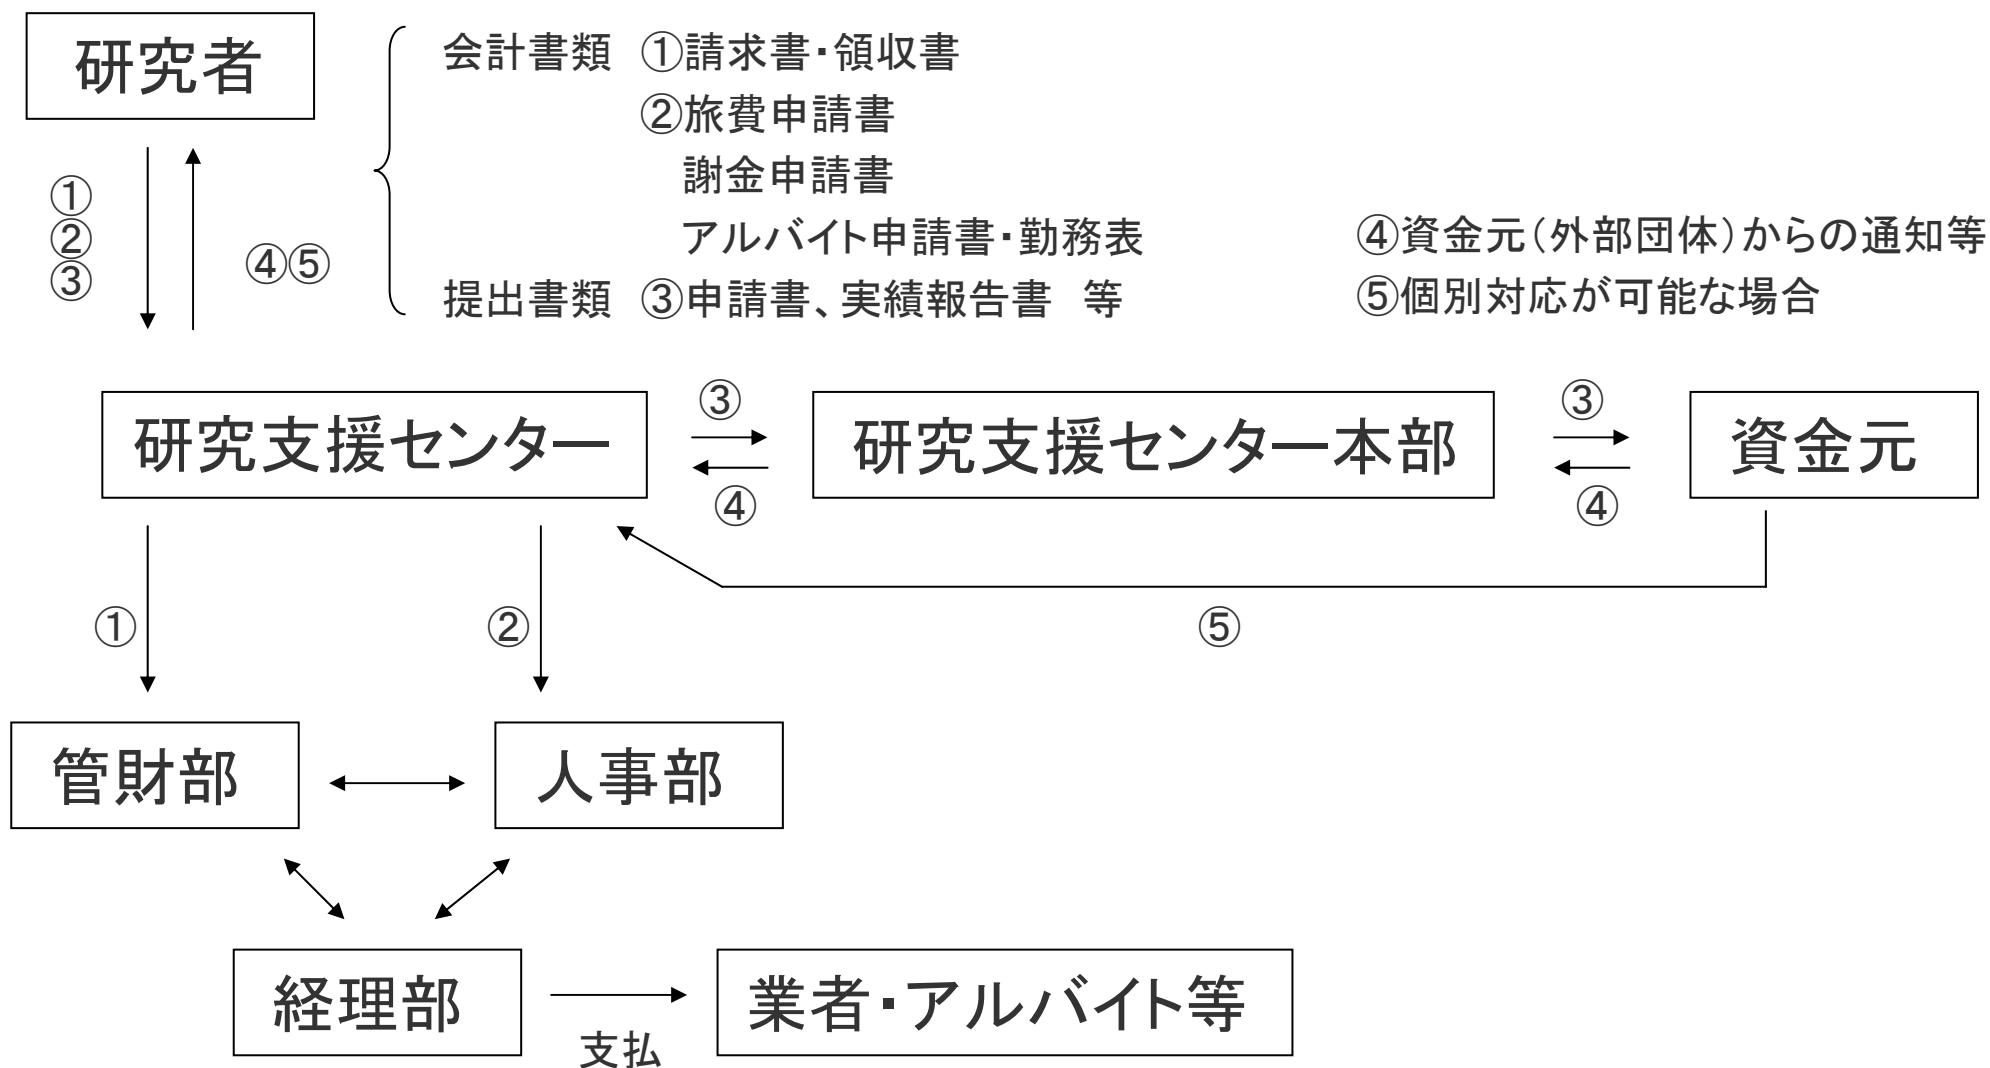 研究者
会計書類 ①請求書・領収書
②旅費申請書
謝金申請書
アルバイト申請書・勤務表
提出書類 ③申請書、実績報告書 等
①
②
③
④⑤
④資金元(外部団体)からの通知等
⑤個別対応が可能な場合
研究支援センター
③
④
研究支援センター本部
③
④
資金元
①
②
⑤
管財部
人事部
経理部
支払
業者・アルバイト等